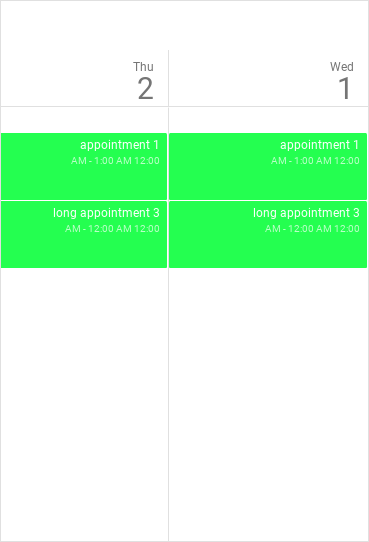 Wed
1
Thu
2
appointment 1
AM - 1:00 AM 12:00
appointment 1
AM - 1:00 AM 12:00
long appointment 3
AM - 12:00 AM 12:00
long appointment 3
AM - 12:00 AM 12:00